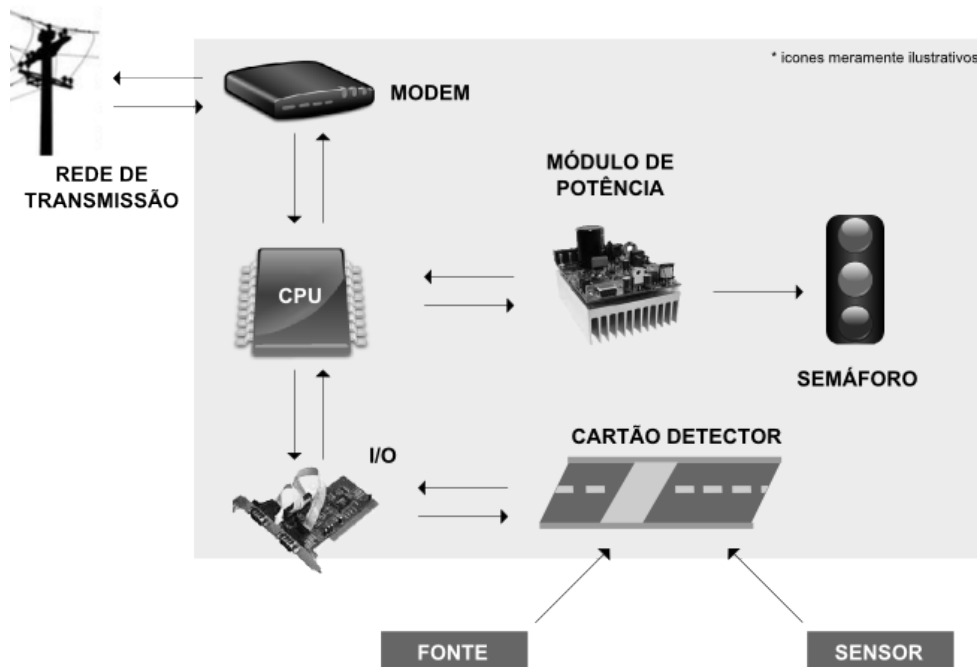 * icones meramente ilustrativos
MODEM
REDE DE
TRANSMISSÃO
MÓDULO DE
POTÊNCIA
CPU
SEMÁFORO
I/O
CARTÃO DETECTOR
FONTE
SENSOR